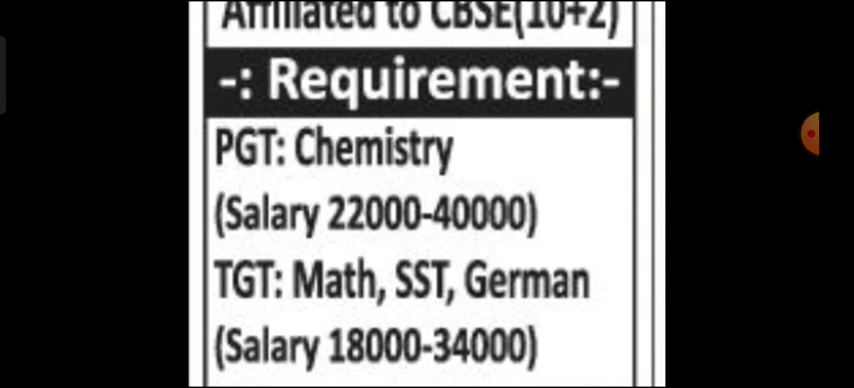 Affiliated to CBSE(10+2)
-: Requirement:-
PGT: Chemistry
(Salary 22000-40000)
TGT: Math, SST, German
(Salary 18000-34000)